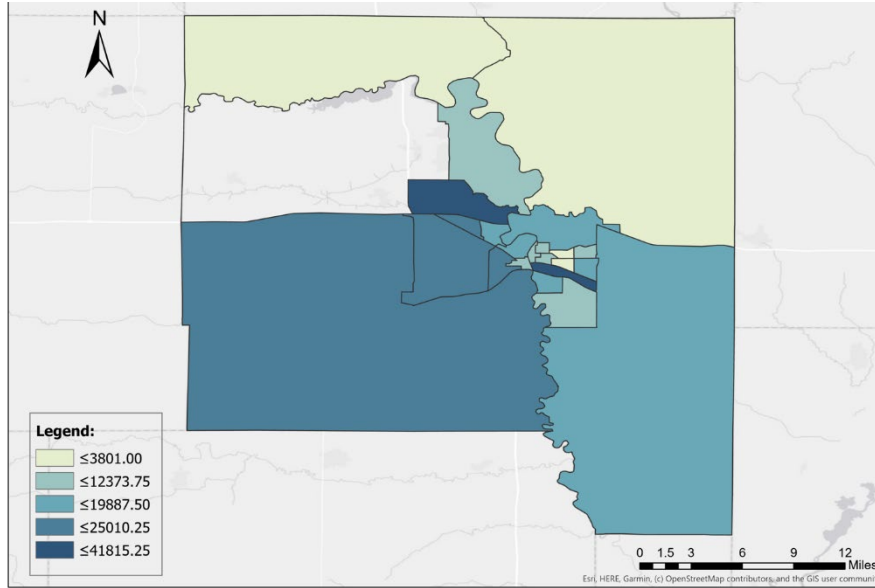 N
Legend:
≤3801.00
≤12373.75
≤19887.50
≤25010.25
≤41815.25
0 1.5 3 6 9 12
Miles
Esri, HERE, Garmin, (c) OpenStreetMap contributors, and the GIS user commun